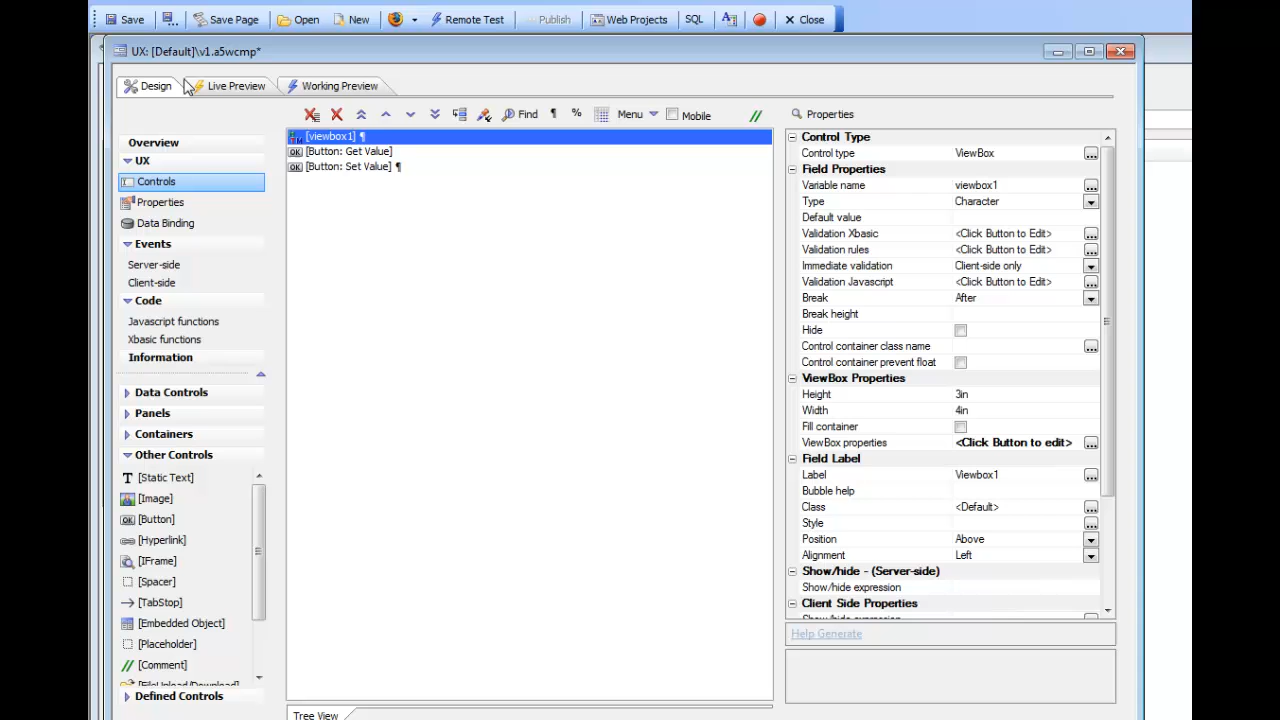 Save Save Page Open New Remote Test Publish Web Projects SQL A Close
UX: [Default]\v1.a5wcmp*
Design Live Preview Working Preview
Find ¶ % Menu Mobile // Properties
Overview
UX
Controls
Properties
Data Binding
Events
Server-side
Client-side
Code
Javascript functions
Xbasic functions
Information
Data Controls
Panels
Containers
Other Controls
T [Static Text]
[Image]
OK [Button]
[Hyperlink]
[IFrame]
[Spacer]
[TabStop]
[Embedded Object]
[Placeholder]
// [Comment]
[FileUpload/Download]
Defined Controls
[viewbox1] ¶
OK [Button: Get Value]
OK [Button: Set Value] ¶
Tree View
Control Type
Control type ViewBox ...
Field Properties
Variable name viewbox1 ...
Type Character
Default value
Validation Xbasic <Click Button to Edit> ...
Validation rules <Click Button to Edit> ...
Immediate validation Client-side only
Validation Javascript <Click Button to Edit> ...
Break After
Break height
Hide
Control container class name ...
Control container prevent float
ViewBox Properties
Height 3in
Width 4in
Fill container
ViewBox properties <Click Button to edit> ...
Field Label
Label Viewbox1 ...
Bubble help
Class <Default> ...
Style ...
Position Above
Alignment Left
Show/hide - (Server-side)
Show/hide expression
Client Side Properties
Show/hide expression
Help Generate